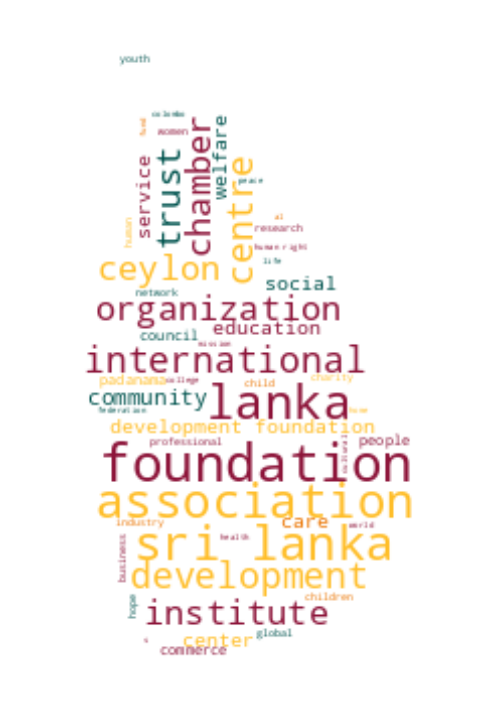 youth
colombo
fund
women
service
trust
chamber
welfare
centre
peace
human
al
research
human right
life
ceylon
social
network
organization
education
council
mission
international
padanama
college
child
charity
community
lanka
federation
home
development foundation
professional
cultural
people
foundation
association
industry
care
world
sri lanka
health
business
development
hope
children
institute
global
center
commerce